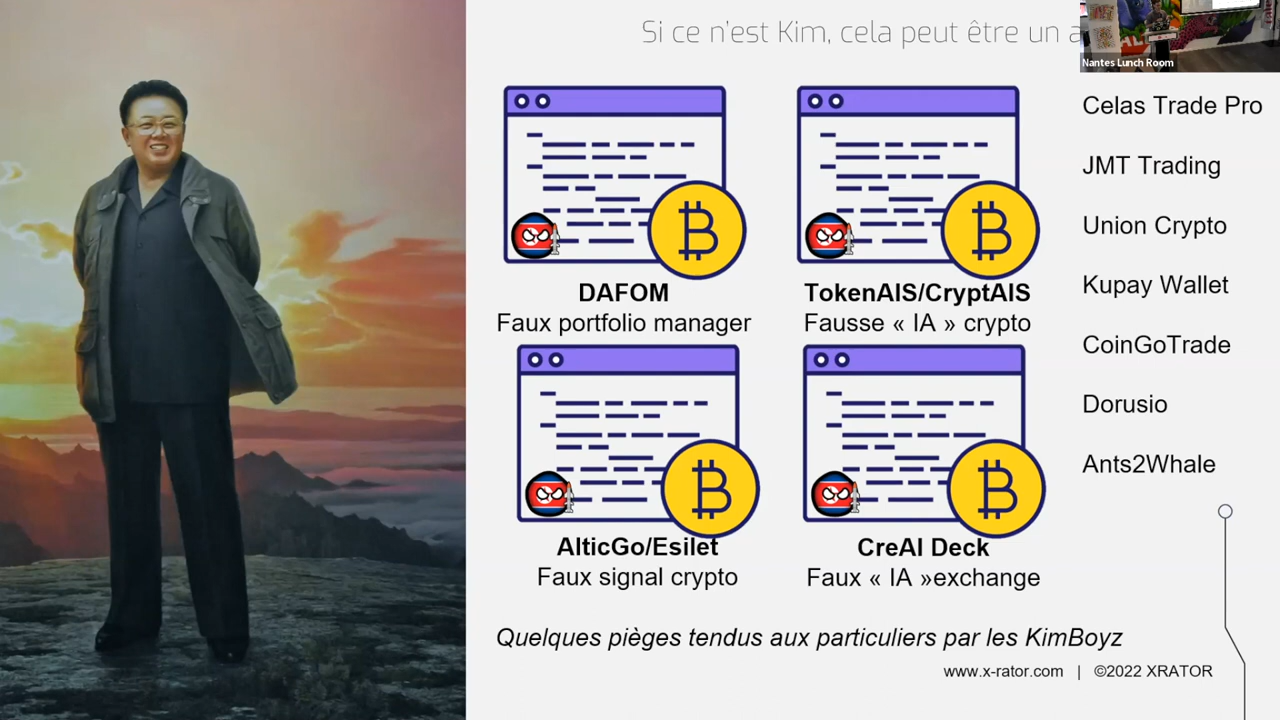 Si ce n'est Kim, cela peut être un
Nantes Lunch Room
DAFOM
Faux portfolio manager
TokenAIS/CryptAIS
Fausse « IA » crypto
AlticGo/Esilet
Faux signal crypto
CreAI Deck
Faux « IA »exchange
Celas Trade Pro
JMT Trading
Union Crypto
Kupay Wallet
CoinGoTrade
Dorusio
Ants2Whale
Quelques pièges tendus aux particuliers par les KimBoyz
www.x-rator.com | ©2022 XRATOR